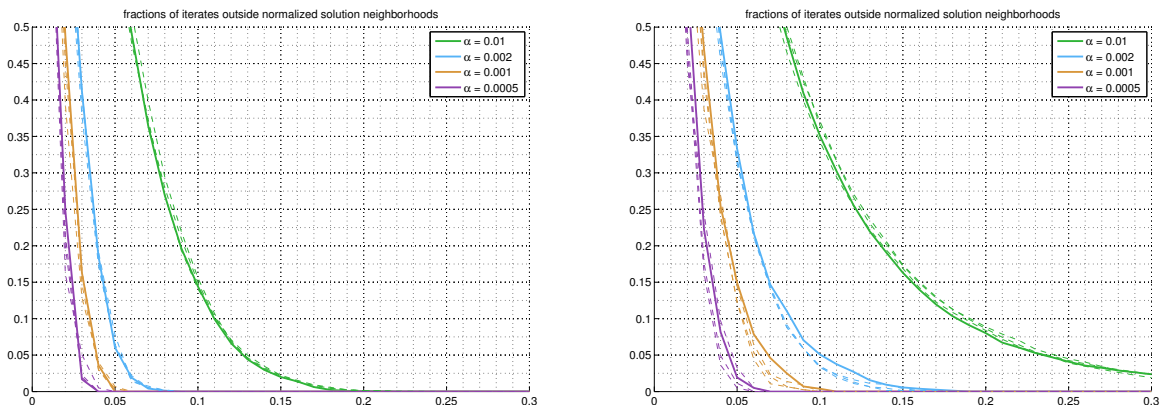 fractions of iterates outside normalized solution neighborhoods
0.5
0.45
0.4
0.35
0.3
0.25
0.2
0.15
0.1
0.05
0
α = 0.01
α = 0.002
α = 0.001
α = 0.0005
0 0.05 0.1 0.15 0.2 0.25 0.3
fractions of iterates outside normalized solution neighborhoods
0.5
0.45
0.4
0.35
0.3
0.25
0.2
0.15
0.1
0.05
0
α = 0.01
α = 0.002
α = 0.001
α = 0.0005
0 0.05 0.1 0.15 0.2 0.25 0.3